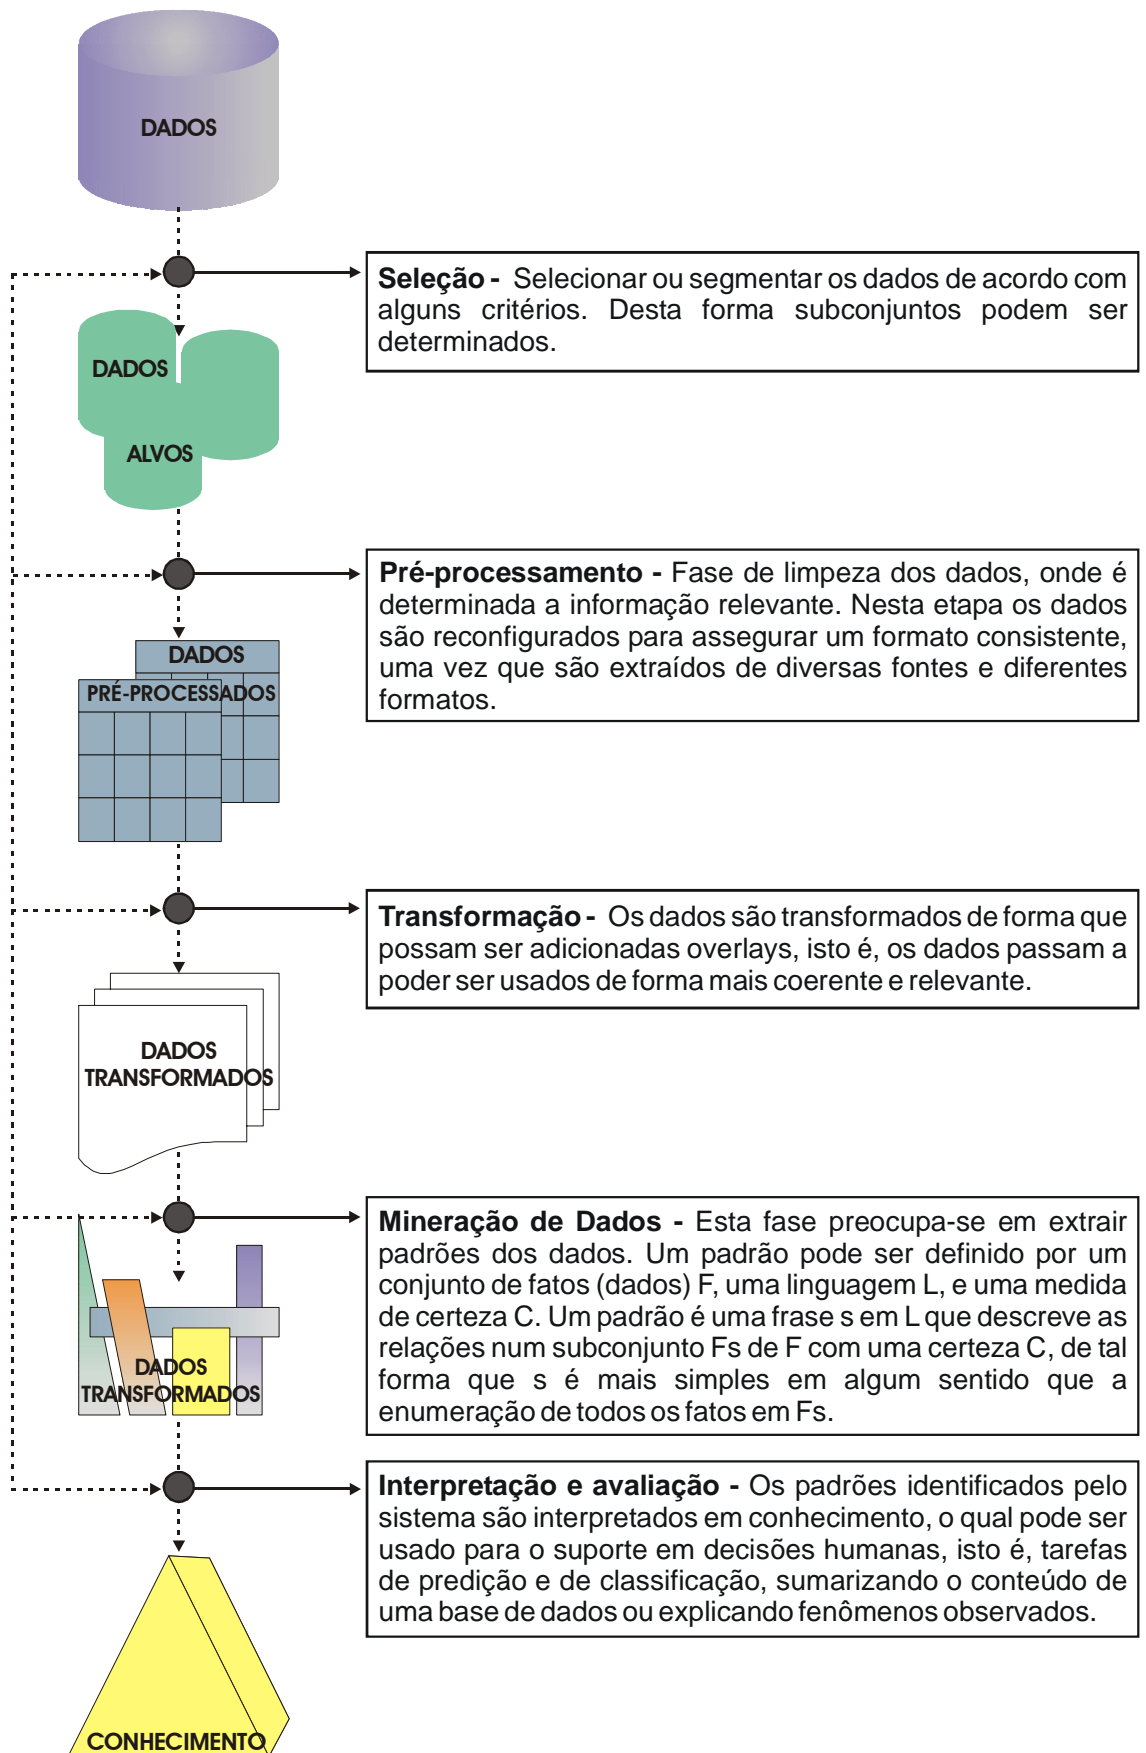 DADOS
Seleção - Selecionar ou segmentar os dados de acordo com
alguns critérios. Desta forma subconjuntos podem ser
determinados.
DADOS
ALVOS
Pré-processamento - Fase de limpeza dos dados, onde é
determinada a informação relevante. Nesta etapa os dados
são reconfigurados para assegurar um formato consistente,
uma vez que são extraídos de diversas fontes e diferentes
formatos.
DADOS
PRÉ-PROCESSADOS
Transformação - Os dados são transformados de forma que
possam ser adicionadas overlays, isto é, os dados passam a
poder ser usados de forma mais coerente e relevante.
DADOS
TRANSFORMADOS
Mineração de Dados - Esta fase preocupa-se em extrair
padrões dos dados. Um padrão pode ser definido por um
conjunto de fatos (dados) F, uma linguagem L, e uma medida
de certeza C. Um padrão é uma frase s em L que descreve as
relações num subconjunto Fs de F com uma certeza C, de tal
forma que s é mais simples em algum sentido que a
enumeração de todos os fatos em Fs.
DADOS
TRANSFORMADOS
Interpretação e avaliação - Os padrões identificados pelo
sistema são interpretados em conhecimento, o qual pode ser
usado para o suporte em decisões humanas, isto é, tarefas
de predição e de classificação, sumarizando o conteúdo de
uma base de dados ou explicando fenômenos observados.
CONHECIMENTO